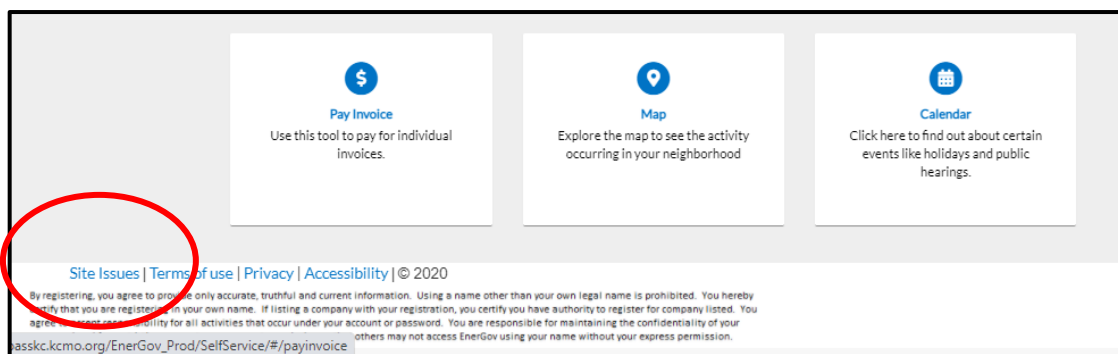 Pay Invoice
Use this tool to pay for individual
invoices.
Map
Explore the map to see the activity
occurring in your neighborhood
Calendar
Click here to find out about certain
events like holidays and public
hearings.
Site Issues | Terms of use | Privacy | Accessibility | © 2020
By registering, you agree to provide only accurate, truthful and current information. Using a name other than your own legal name is prohibited. You hereby
certify that you are registering in your own name. If listing a company with your registration, you certify you have authority to register for company listed. You
agree to accept responsibility for all activities that occur under your account or password. You are responsible for maintaining the confidentiality of your
others may not access EnerGov using your name without your express permission.
passkc.kcmo.org/EnerGov_Prod/SelfService/#/payinvoice